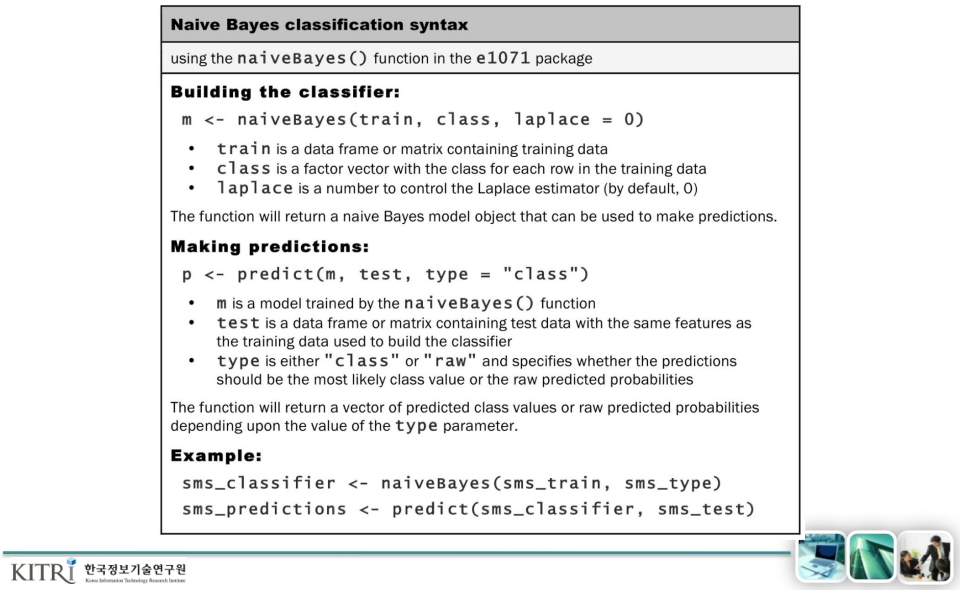 Naive Bayes classification syntax
using the naiveBayes() function in the e1071 package
Building the classifier:
m <- naiveBayes(train, class, laplace = 0)
• train is a data frame or matrix containing training data
• class is a factor vector with the class for each row in the training data
• laplace is a number to control the Laplace estimator (by default, 0)
The function will return a naive Bayes model object that can be used to make predictions.
Making predictions:
p <- predict(m, test, type = "class")
• m is a model trained by the naiveBayes() function
• test is a data frame or matrix containing test data with the same features as
the training data used to build the classifier
• type is either "class" or "raw" and specifies whether the predictions
should be the most likely class value or the raw predicted probabilities
The function will return a vector of predicted class values or raw predicted probabilities
depending upon the value of the type parameter.
Example:
sms_classifier <- naiveBayes(sms_train, sms_type)
sms_predictions <- predict(sms_classifier, sms_test)
KITRI 한국정보기술연구원
Korea Information Technology Research Institute